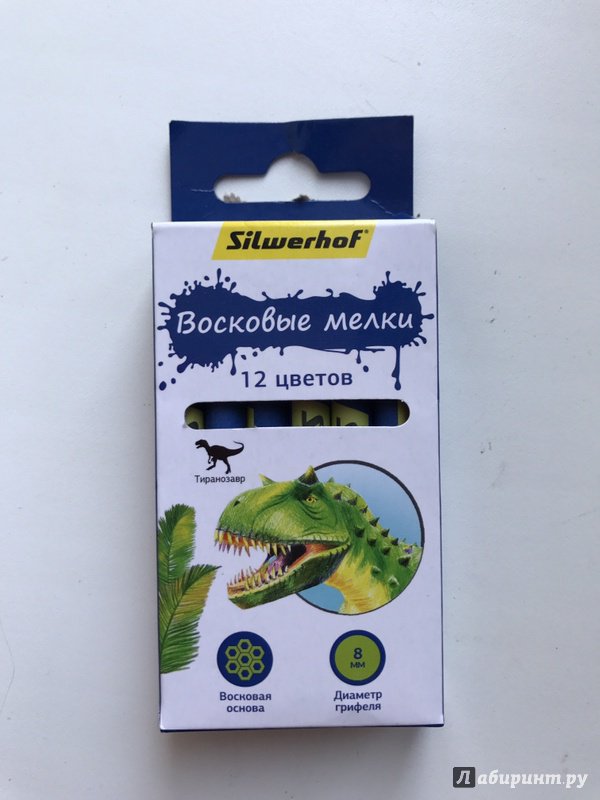 Silwerhof®
Восковые мелки
12 цветов
Тиранозавр
8
мм
Восковая
основа
Диаметр
грифеля
Лабиринт.ру